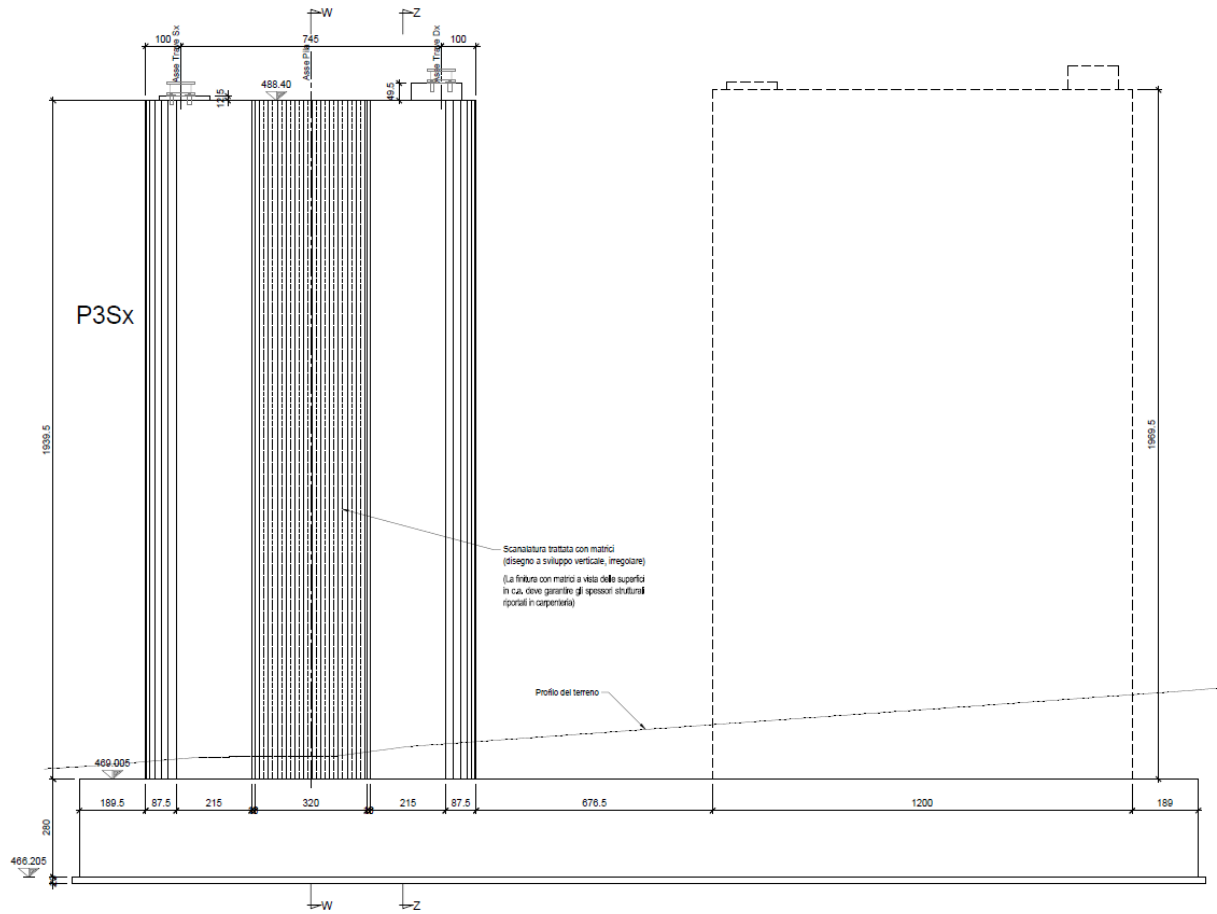 W
Z
100
745
100
Asse Trave Sx
Asse Pila
Asse Trave Dx
488.40
12.5
49.5
P3Sx
1939.5
1969.5
Scanalatura trattata con matrici
(disegno a sviluppo verticale, irregolare)
(La finitura con matrici a vista delle superfici
in c.a. deve garantire gli spessori strutturali
riportati in carpenteria)
Profilo del terreno
469.005
189.5
87.5
215
320
215
87.5
676.5
1200
189
280
466.205
W
Z